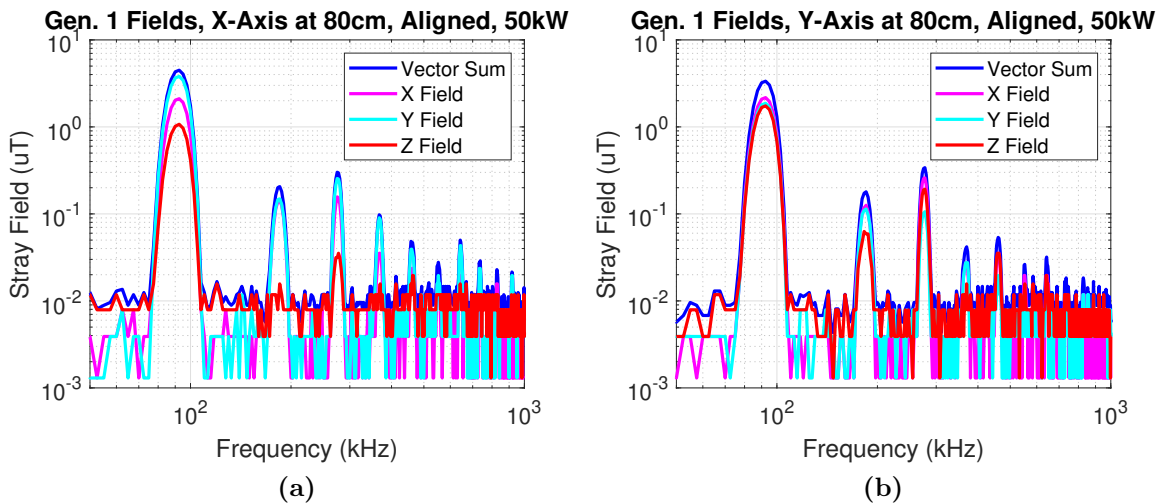 Gen. 1 Fields, X-Axis at 80cm, Aligned, 50kW
10^1
10^0
10^-1
10^-2
10^-3
Stray Field (uT)
Vector Sum
X Field
Y Field
Z Field
10^2
10^3
Frequency (kHz)
(a)
Gen. 1 Fields, Y-Axis at 80cm, Aligned, 50kW
10^1
10^0
10^-1
10^-2
10^-3
Stray Field (uT)
Vector Sum
X Field
Y Field
Z Field
10^2
10^3
Frequency (kHz)
(b)